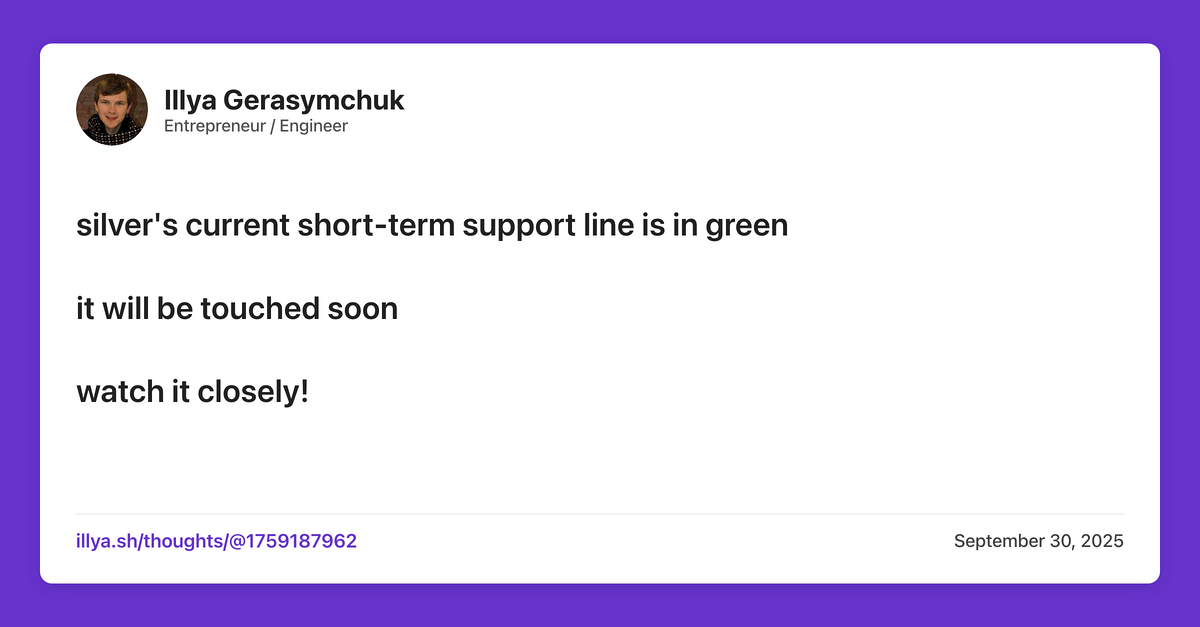 Illya Gerasymchuk
Entrepreneur / Engineer
silver's current short-term support line is in green
it will be touched soon
watch it closely!
illya.sh/thoughts/@1759187962
September 30, 2025